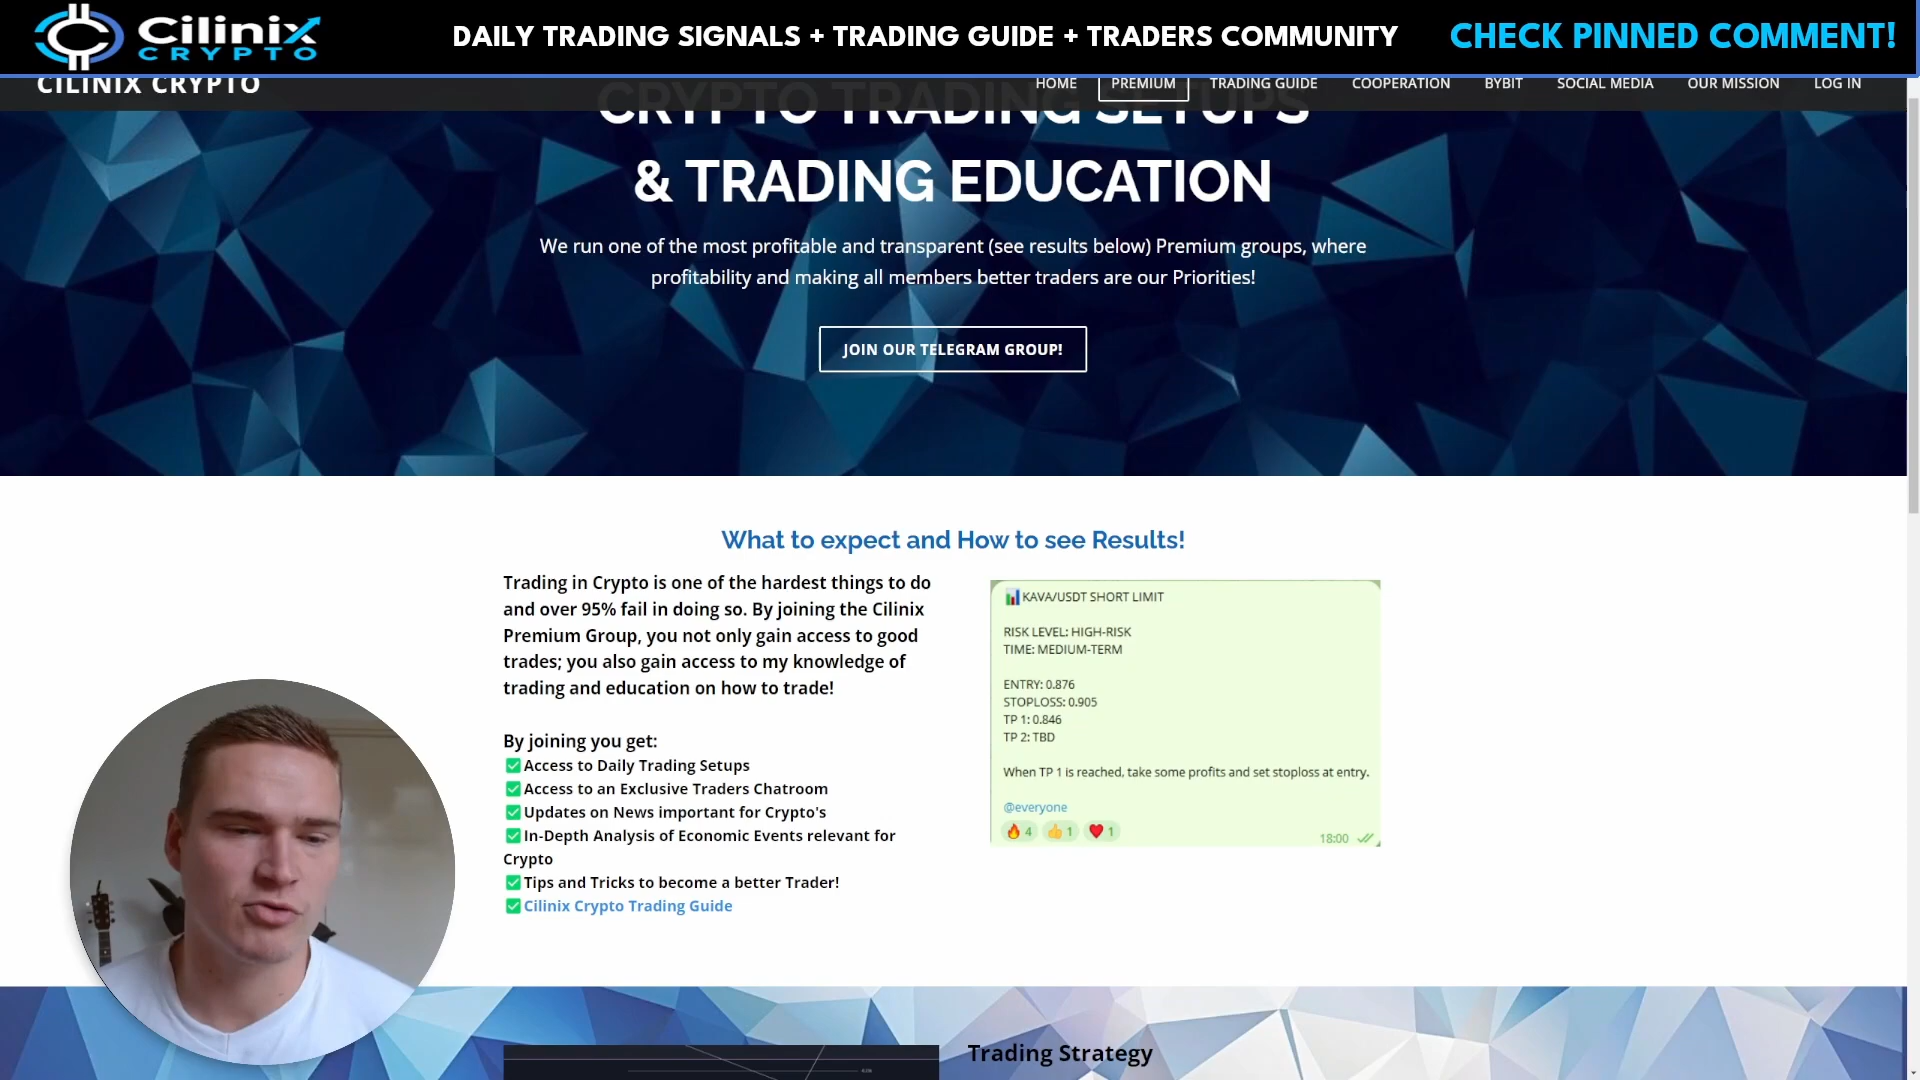 Cilinix
CRYPTO
DAILY TRADING SIGNALS + TRADING GUIDE + TRADERS COMMUNITY
CHECK PINNED COMMENT!
CILINIX CRYPTO
HOME
PREMIUM
TRADING GUIDE
COOPERATION
BYBIT
SOCIAL MEDIA
OUR MISSION
LOG IN
CRYPTO TRADING SETUPS
& TRADING EDUCATION
We run one of the most profitable and transparent (see results below) Premium groups, where
profitability and making all members better traders are our Priorities!
JOIN OUR TELEGRAM GROUP!
What to expect and How to see Results!
Trading in Crypto is one of the hardest things to do
and over 95% fail in doing so. By joining the Cilinix
Premium Group, you not only gain access to good
trades; you also gain access to my knowledge of
trading and education on how to trade!
By joining you get:
✅Access to Daily Trading Setups
✅Access to an Exclusive Traders Chatroom
✅Updates on News important for Crypto's
✅In-Depth Analysis of Economic Events relevant for
Crypto
✅Tips and Tricks to become a better Trader!
✅Cilinix Crypto Trading Guide
📊KAVA/USDT SHORT LIMIT
RISK LEVEL: HIGH-RISK
TIME: MEDIUM-TERM
ENTRY: 0.876
STOPLOSS: 0.905
TP 1: 0.846
TP 2: TBD
When TP 1 is reached, take some profits and set stoploss at entry.
@everyone
🔥 4 👍 1 ❤️ 1
18:00
Trading Strategy